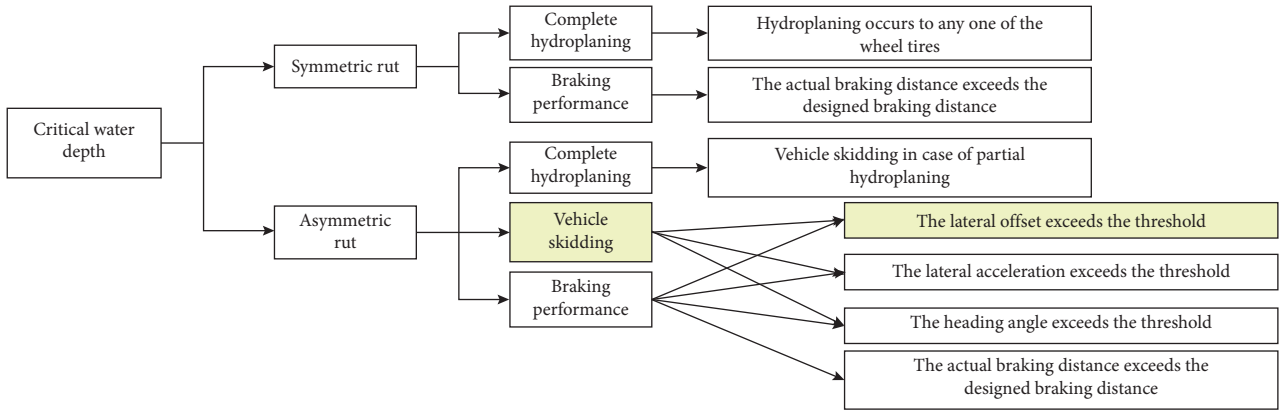 Critical water
depth
Symmetric rut
Asymmetric
rut
Complete
hydroplaning
Braking
performance
Complete
hydroplaning
Vehicle
skidding
Braking
performance
Hydroplaning occurs to any one of the
wheel tires
The actual braking distance exceeds the
designed braking distance
Vehicle skidding in case of partial
hydroplaning
The lateral offset exceeds the threshold
The lateral acceleration exceeds the threshold
The heading angle exceeds the threshold
The actual braking distance exceeds the
designed braking distance